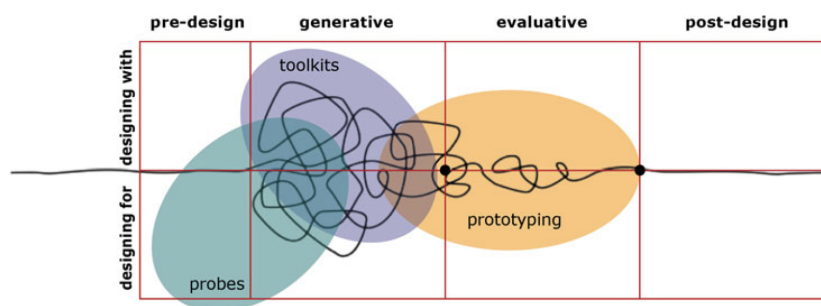 pre-design
generative
evaluative
post-design
designing with
toolkits
designing for
prototyping
probes